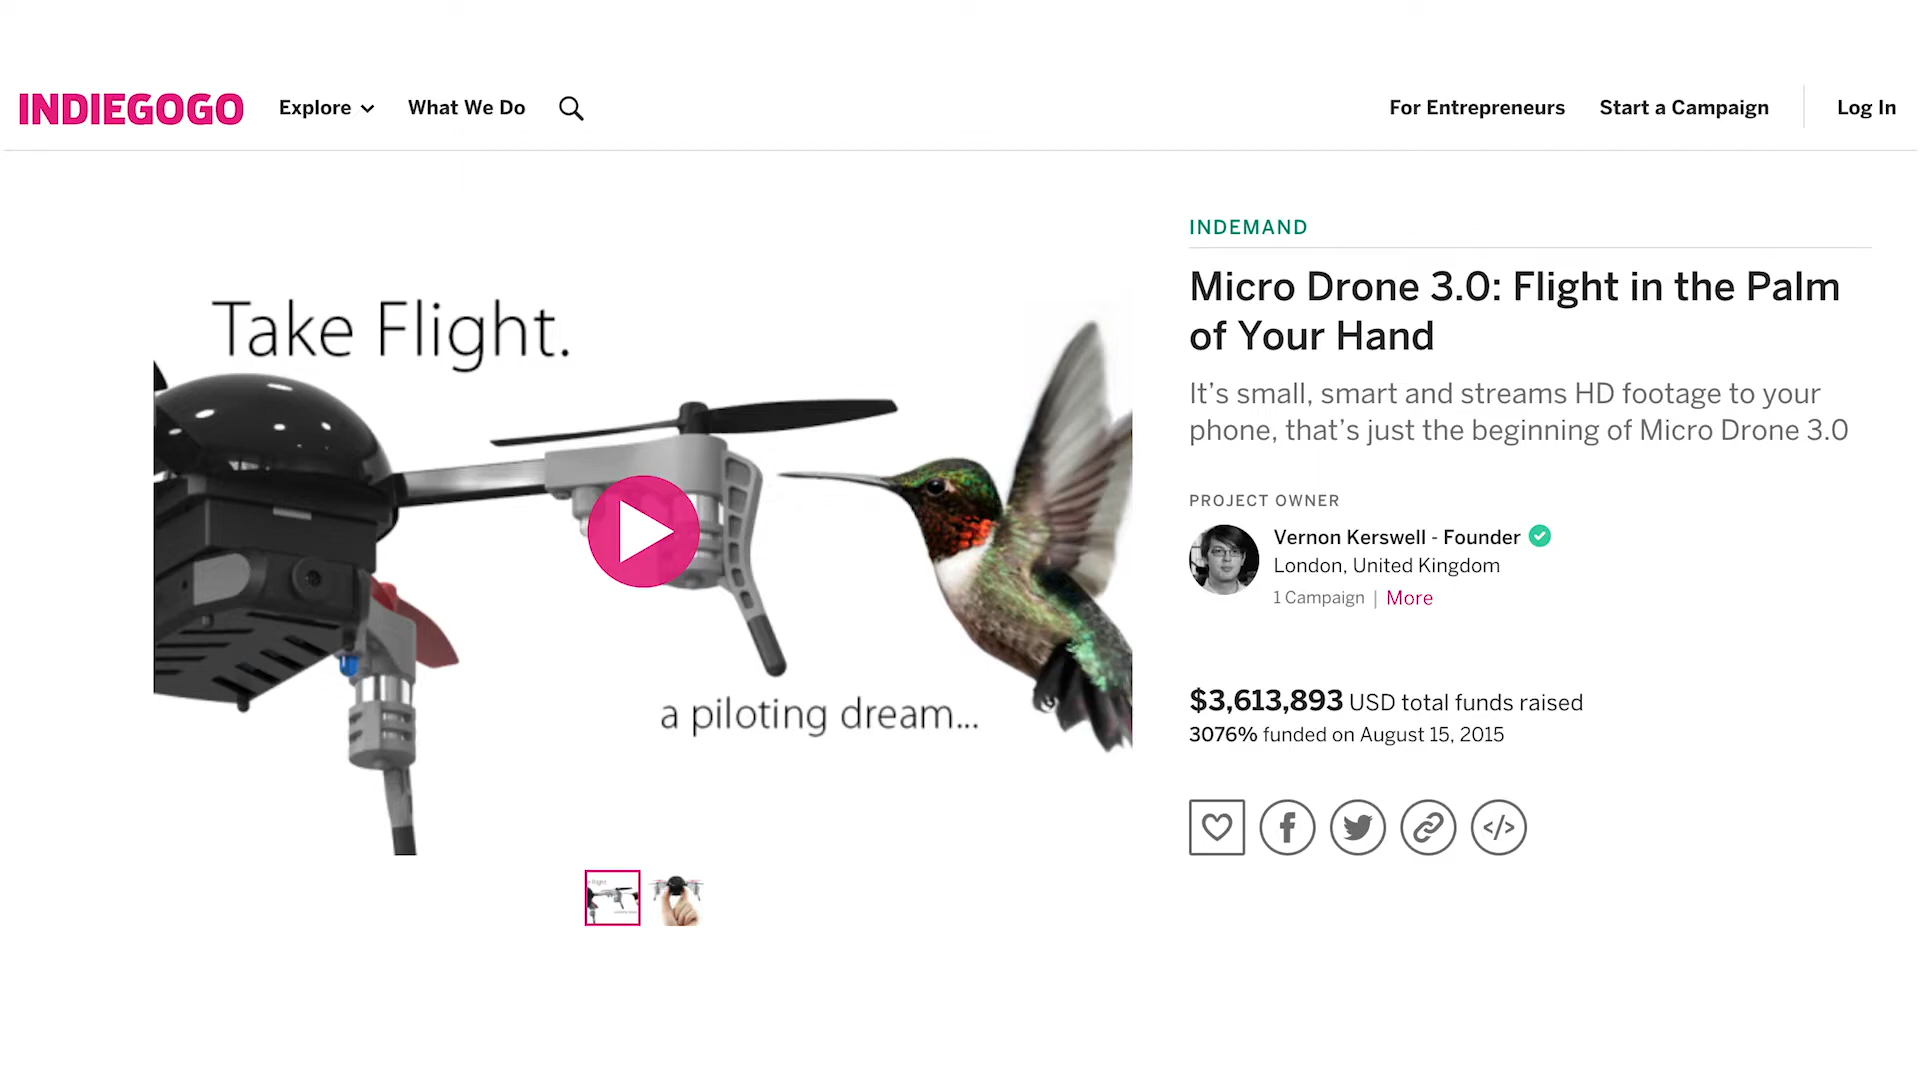 INDIEGOGO
Explore
What We Do
For Entrepreneurs
Start a Campaign
Log In
Take Flight.
a piloting dream...
INDEMAND
Micro Drone 3.0: Flight in the Palm
of Your Hand
It's small, smart and streams HD footage to your
phone, that's just the beginning of Micro Drone 3.0
PROJECT OWNER
Vernon Kerswell - Founder
London, United Kingdom
1 Campaign | More
$3,613,893 USD total funds raised
3076% funded on August 15, 2015